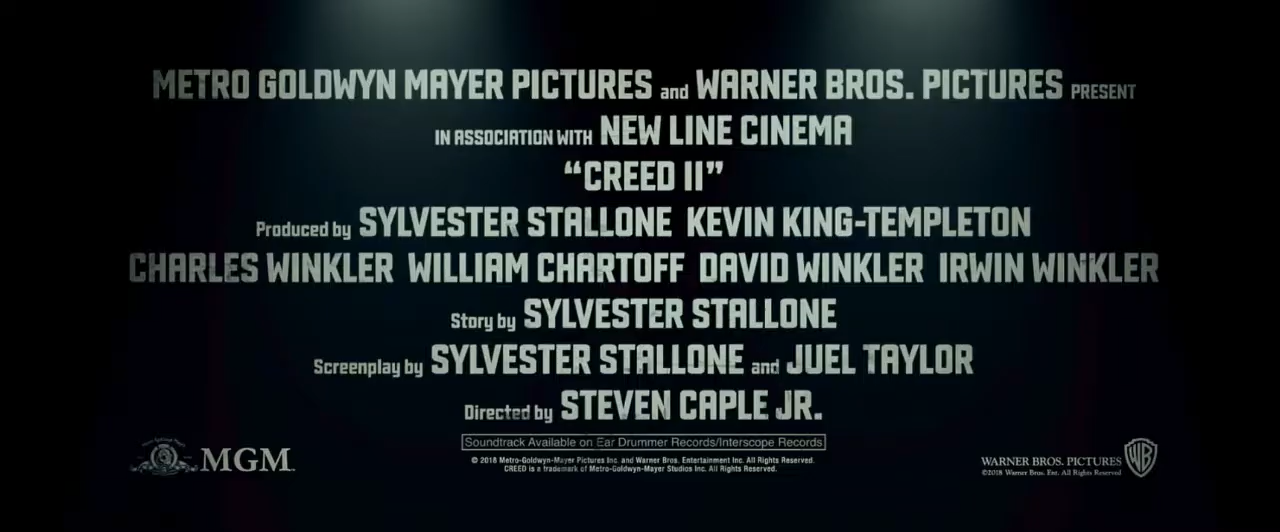 METRO GOLDWYN MAYER PICTURES and WARNER BROS. PICTURES PRESENT
IN ASSOCIATION WITH NEW LINE CINEMA
“CREED II”
Produced by SYLVESTER STALLONE KEVIN KING-TEMPLETON
CHARLES WINKLER WILLIAM CHARTOFF DAVID WINKLER IRWIN WINKLER
Story by SYLVESTER STALLONE
Screenplay by SYLVESTER STALLONE and JUEL TAYLOR
Directed by STEVEN CAPLE JR.
Soundtrack Available on Ear Drummer Records/Interscope Records
© 2018 Metro-Goldwyn-Mayer Pictures Inc. and Warner Bros. Entertainment Inc. All Rights Reserved.
CREED is a trademark of Metro-Goldwyn-Mayer Studios Inc. All Rights Reserved.
MGM
WARNER BROS. PICTURES
©2018 Warner Bros. Ent. All Rights Reserved
WB